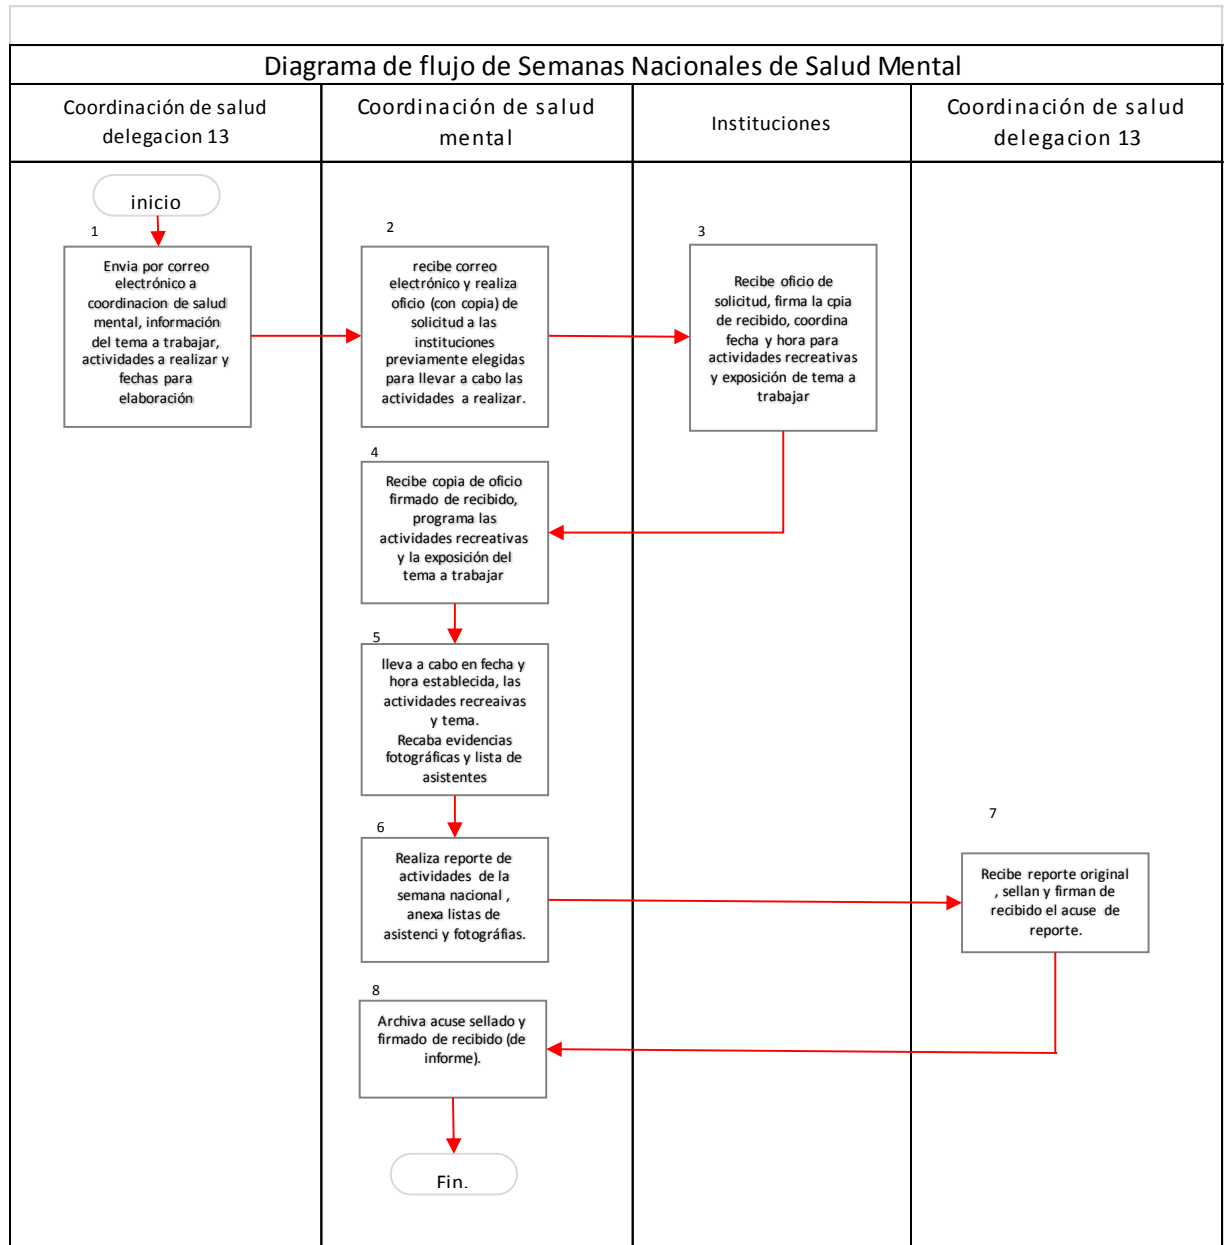 Diagrama de flujo de Semanas Nacionales de Salud Mental
Coordinación de salud
delegacion 13
Coordinación de salud
mental
Instituciones
Coordinación de salud
delegacion 13
inicio
1
Envia por correo
electrónico a
coordinacion de salud
mental, información
del tema a trabajar,
actividades a realizar y
fechas para
elaboración
2
recibe correo
electrónico y realiza
oficio (con copia) de
solicitud a las
instituciones
previamente elegidas
para llevar a cabo las
actividades a realizar.
3
Recibe oficio de
solicitud, firma la cpia
de recibido, coordina
fecha y hora para
actividades recreativas
y exposición de tema a
trabajar
4
Recibe copia de oficio
firmado de recibido,
programa las
actividades recreativas
y la exposición del
tema a trabajar
5
lleva a cabo en fecha y
hora establecida, las
actividades recreaivas
y tema.
Recaba evidencias
fotográficas y lista de
asistentes
6
Realiza reporte de
actividades de la
semana nacional ,
anexa listas de
asistenci y fotográfias.
7
Recibe reporte original
, sellan y firman de
recibido el acuse de
reporte.
8
Archiva acuse sellado y
firmado de recibido (de
informe).
Fin.